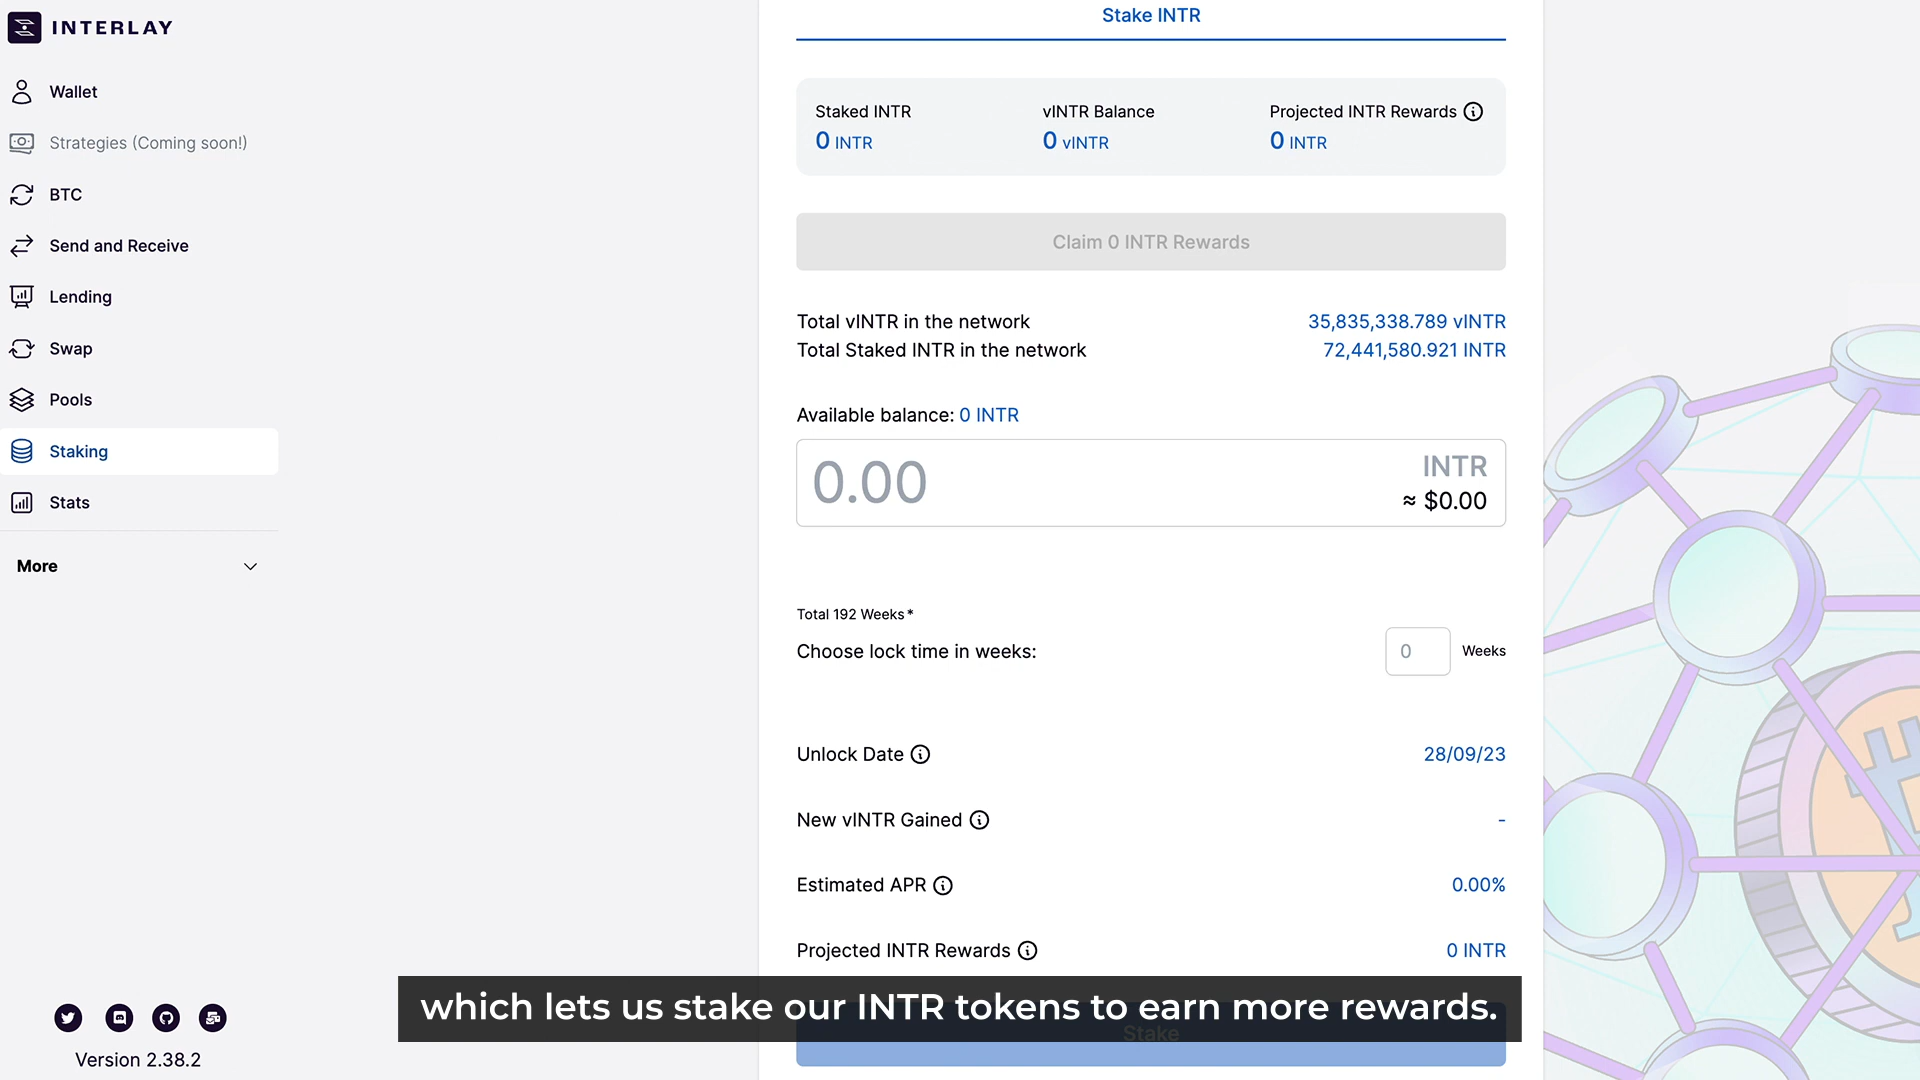 INTERLAY
Wallet
Strategies (Coming soon!)
BTC
Send and Receive
Lending
Swap
Pools
Staking
Stats
More
Version 2.38.2
Stake INTR
Staked INTR
0 INTR
vINTR Balance
0 vINTR
Projected INTR Rewards
0 INTR
Claim 0 INTR Rewards
Total vINTR in the network 35,835,338.789 vINTR
Total Staked INTR in the network 72,441,580.921 INTR
Available balance: 0 INTR
0.00 INTR
≈ $0.00
Total 192 Weeks*
Choose lock time in weeks: 0 Weeks
Unlock Date 28/09/23
New vINTR Gained -
Estimated APR 0.00%
Projected INTR Rewards 0 INTR
which lets us stake our INTR tokens to earn more rewards.
Stake